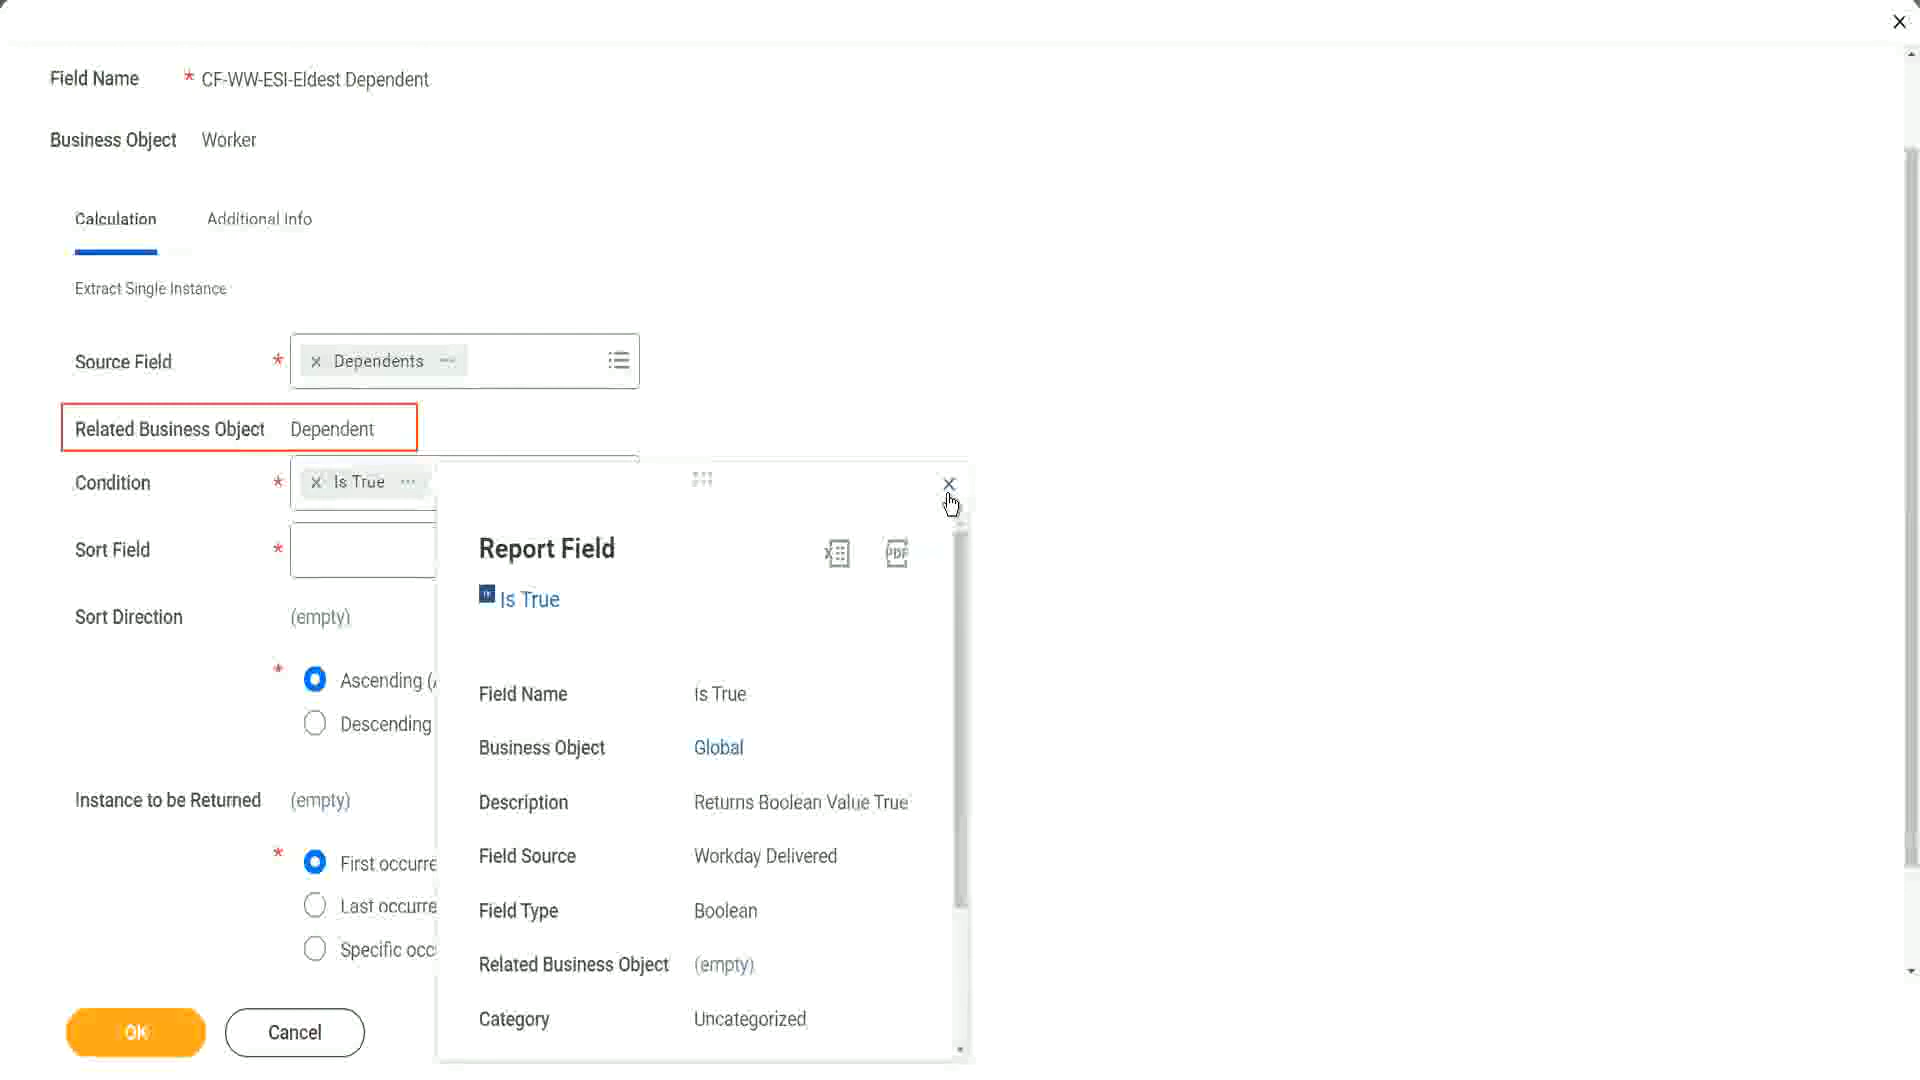 Field Name * CF-WW-ESI-Eldest Dependent
Business Object Worker
Calculation Additional Info
Extract Single Instance
Source Field * Dependents
Related Business Object Dependent
Condition * Is True
Sort Field *
Sort Direction (empty)
* Ascending (
Descending
Instance to be Returned (empty)
* First occurre
Last occurre
Specific occ
OK Cancel
Report Field
PDF
Is True
Field Name Is True
Business Object Global
Description Returns Boolean Value True
Field Source Workday Delivered
Field Type Boolean
Related Business Object (empty)
Category Uncategorized